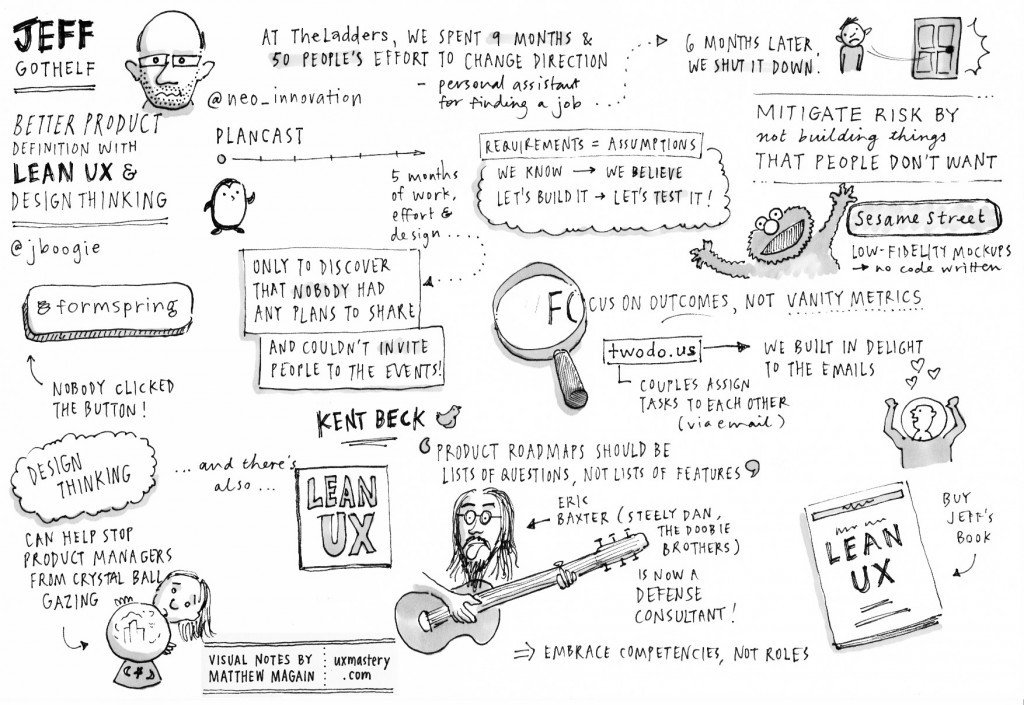 JEFF
GOTHELF
@neo_innovation
BETTER PRODUCT
DEFINITION WITH
LEAN UX &
DESIGN THINKING
@jboogie
AT TheLadders, WE SPENT 9 MONTHS &
50 PEOPLE'S EFFORT TO CHANGE DIRECTION
- personal assistant
for finding a job ...
6 MONTHS LATER
WE SHUT IT DOWN!
PLANCAST
5 months
of work,
effort &
design ....
ONLY TO DISCOVER
THAT NOBODY HAD
ANY PLANS TO SHARE
AND COULDN'T INVITE
PEOPLE TO THE EVENTS!
REQUIREMENTS = ASSUMPTIONS
WE KNOW → WE BELIEVE
LET'S BUILD IT → LET'S TEST IT!
MITIGATE RISK BY
not building things
THAT PEOPLE DON'T WANT
Sesame Street
LOW-FIDELITY MOCKUPS
→ no code written
formspring
NOBODY CLICKED
THE BUTTON!
FOCUS ON OUTCOMES, NOT VANITY METRICS
twodo.us → WE BUILT IN DELIGHT
TO THE EMAILS
COUPLES ASSIGN
TASKS TO EACH OTHER
(via email)
KENT BECK
'PRODUCT ROADMAPS SHOULD BE
LISTS OF QUESTIONS, NOT LISTS OF FEATURES'
DESIGN
THINKING
CAN HELP STOP
PRODUCT MANAGERS
FROM CRYSTAL BALL
GAZING
... and there's
also ...
LEAN
UX
ERIC
BAXTER (STEELY DAN,
THE DOOBIE
BROTHERS)
IS NOW A
DEFENSE
CONSULTANT!
⇒ EMBRACE COMPETENCIES, NOT ROLES
LEAN
UX
BUY
JEFF'S
BOOK
VISUAL NOTES BY
MATTHEW MAGAIN
uxmastery
.com